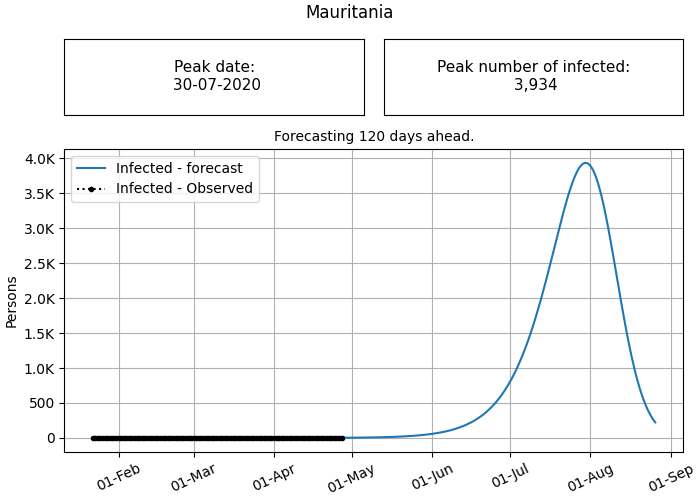 Mauritania
Peak date:
30-07-2020
Peak number of infected:
3,934
Forecasting 120 days ahead.
Infected - forecast
Infected - Observed
Persons
4.0K
3.5K
3.0K
2.5K
2.0K
1.5K
1.0K
500
0
01-Feb
01-Mar
01-Apr
01-May
01-Jun
01-Jul
01-Aug
01-Sep